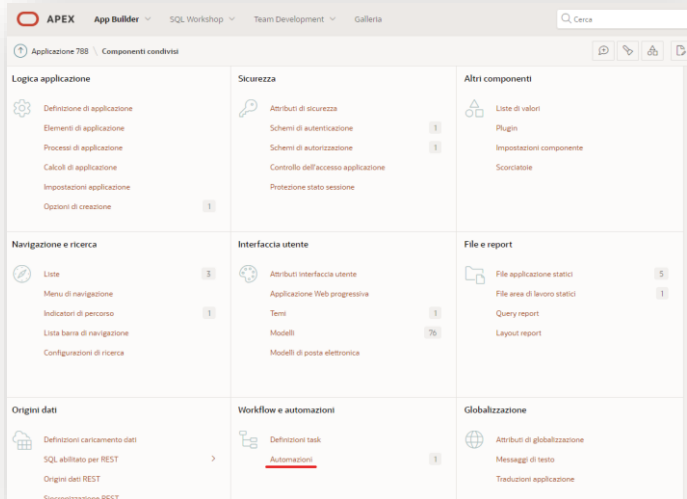 APEX App Builder SQL Workshop Team Development Galleria Cerca
Applicazione 788 \ Componenti condivisi
Logica applicazione
Definizione di applicazione
Elementi di applicazione
Processi di applicazione
Calcoli di applicazione
Impostazioni applicazione
Opzioni di creazione 1
Sicurezza
Attributi di sicurezza
Schemi di autenticazione 1
Schemi di autorizzazione 1
Controllo dell'accesso applicazione
Protezione stato sessione
Altri componenti
Liste di valori
Plugin
Impostazioni componente
Scorciatoie
Navigazione e ricerca
Liste 3
Menu di navigazione
Indicatori di percorso 1
Lista barra di navigazione
Configurazioni di ricerca
Interfaccia utente
Attributi interfaccia utente
Applicazione Web progressiva
Temi 1
Modelli 76
Modelli di posta elettronica
File e report
File applicazione statici 5
File area di lavoro statici 1
Query report
Layout report
Origini dati
Definizioni caricamento dati
SQL abilitato per REST
Origini dati REST
Sincronizzazione REST
Workflow e automazioni
Definizioni task
Automazioni 1
Globalizzazione
Attributi di globalizzazione
Messaggi di testo
Traduzioni applicazione